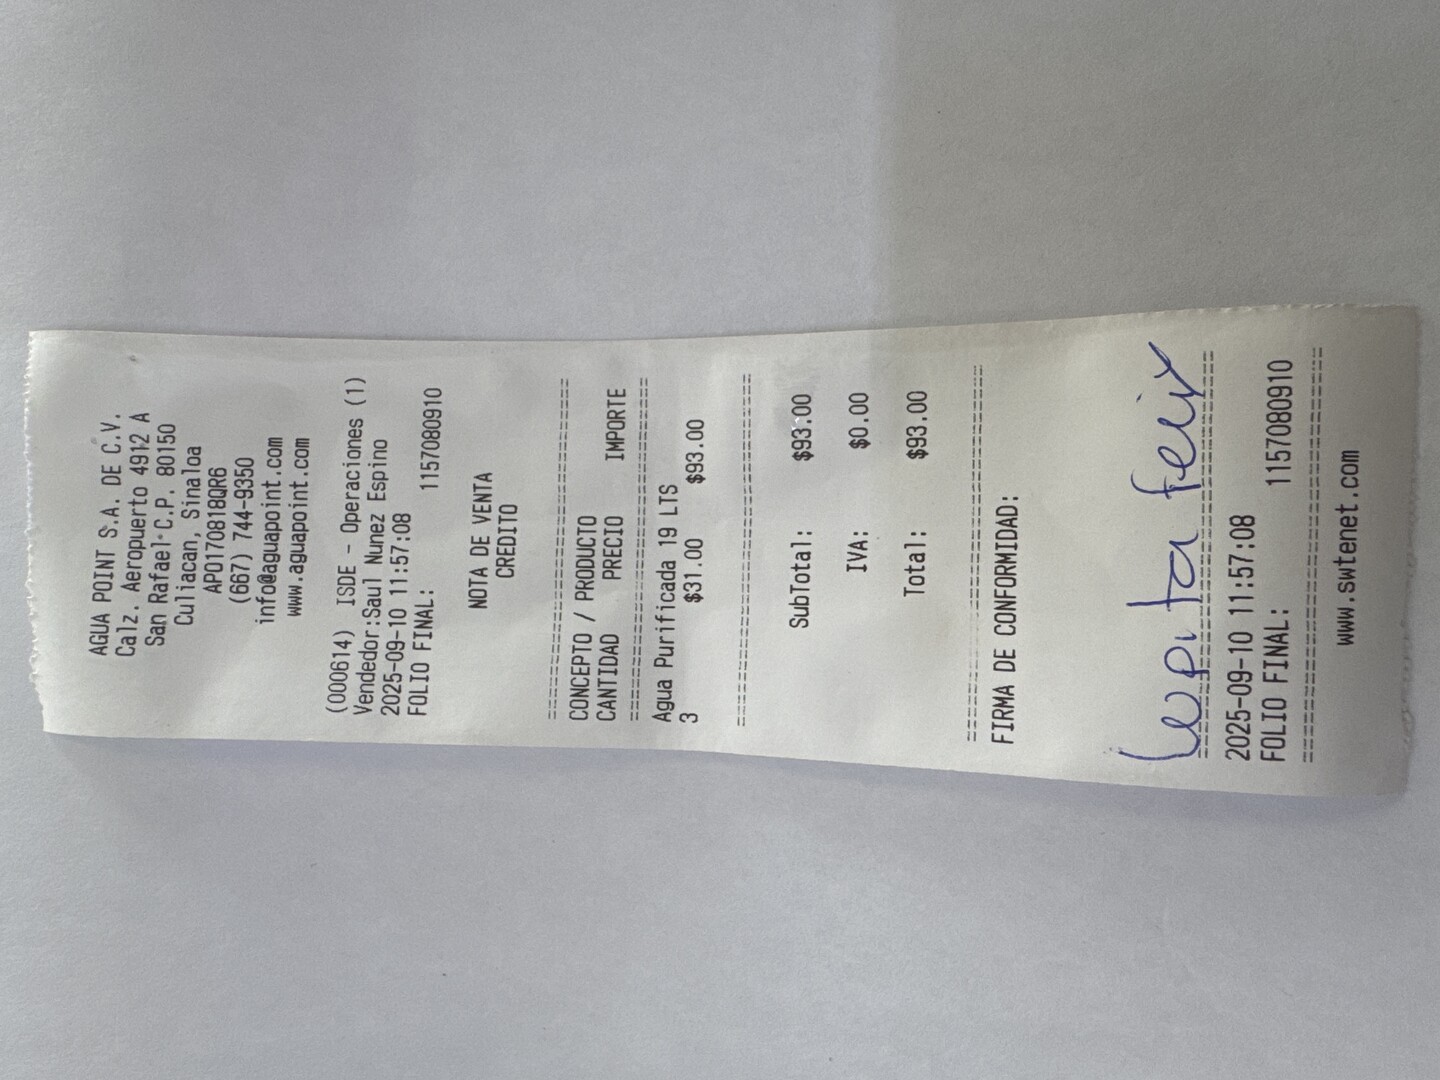 AGUA POINT S.A. DE C.V.
Calz. Aeropuerto 4912 A
San Rafael C.P. 80150
Culiacan, Sinaloa
APO170818QR6
(667) 744-9350
info@aguapoint.com
www.aguapoint.com
(000614) ISDE - Operaciones (1)
Vendedor:Saul Nunez Espino
2025-09-10 11:57:08
FOLIO FINAL: 1157080910
NOTA DE VENTA
CREDITO
CONCEPTO / PRODUCTO
CANTIDAD PRECIO IMPORTE
Agua Purificada 19 LTS
3 $31.00 $93.00
SubTotal: $93.00
IVA: $0.00
Total: $93.00
FIRMA DE CONFORMIDAD:
Lupita Felix
2025-09-10 11:57:08
FOLIO FINAL: 1157080910
www.swtenet.com